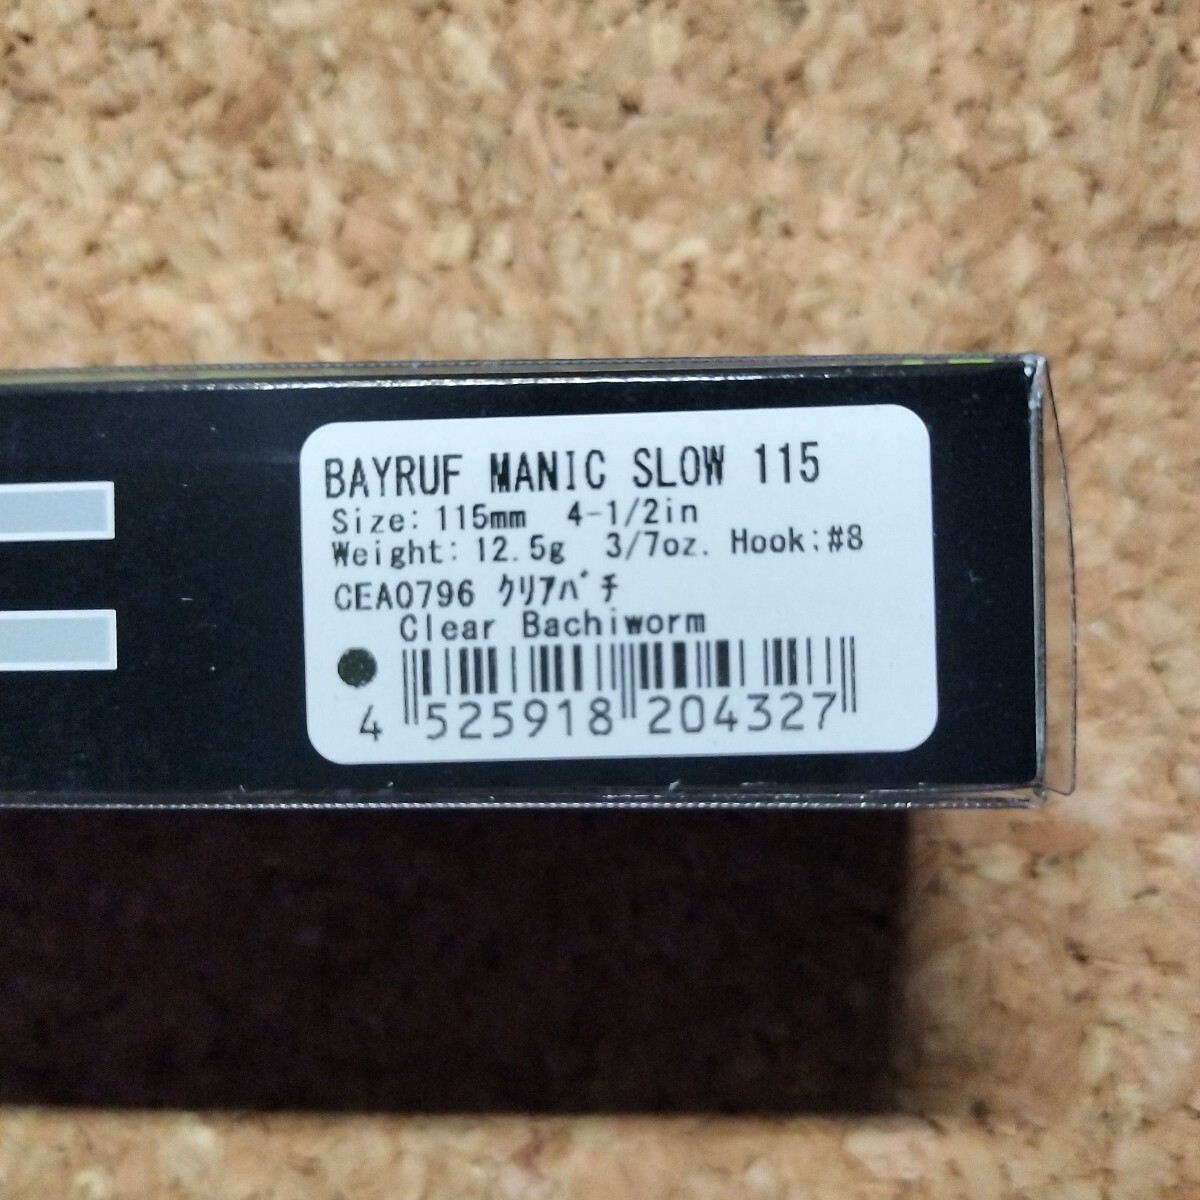 BAYRUF MANIC SLOW 115
Size: 115mm 4-1/2in
Weight: 12.5g 3/7oz. Hook:#8
CEA0796 ｸﾘｱﾊﾞﾁ
Clear Bachiworm
4 525918 204327